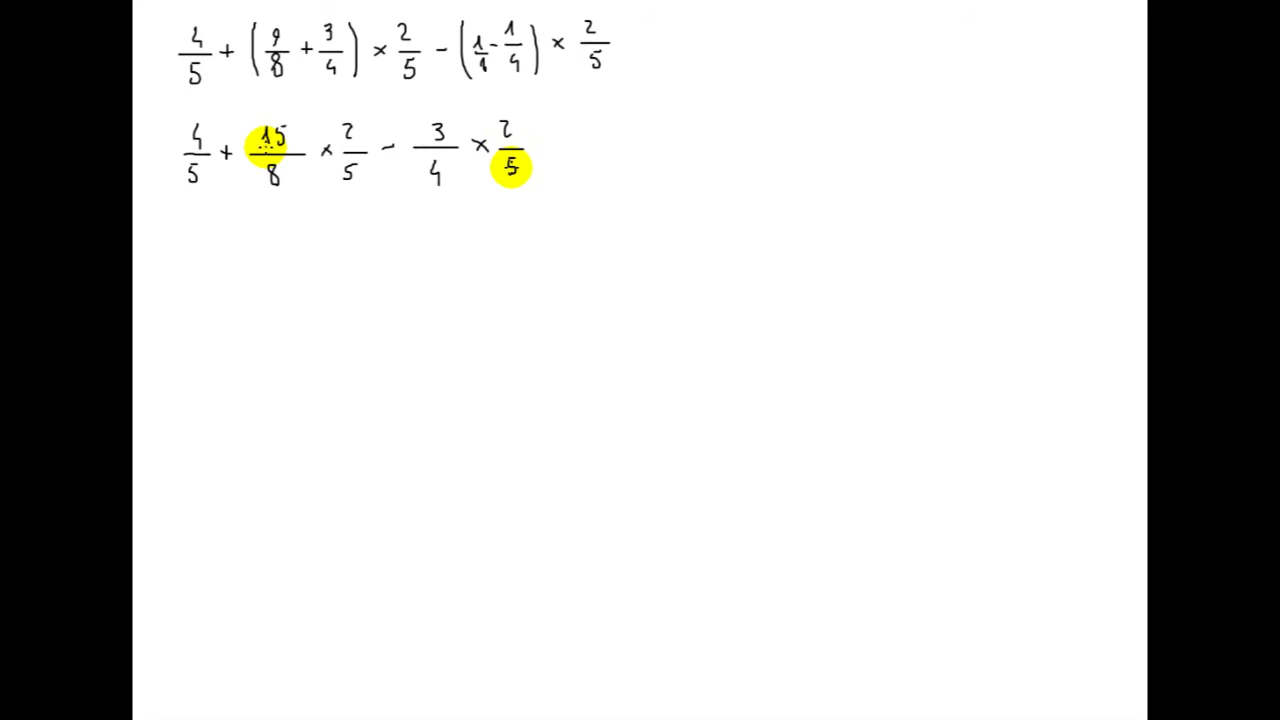 4/5 + (9/8 + 3/4) × 2/5 - (1/1 - 1/4) × 2/5
4/5 + 15/8 × 2/5 - 3/4 × 2/5